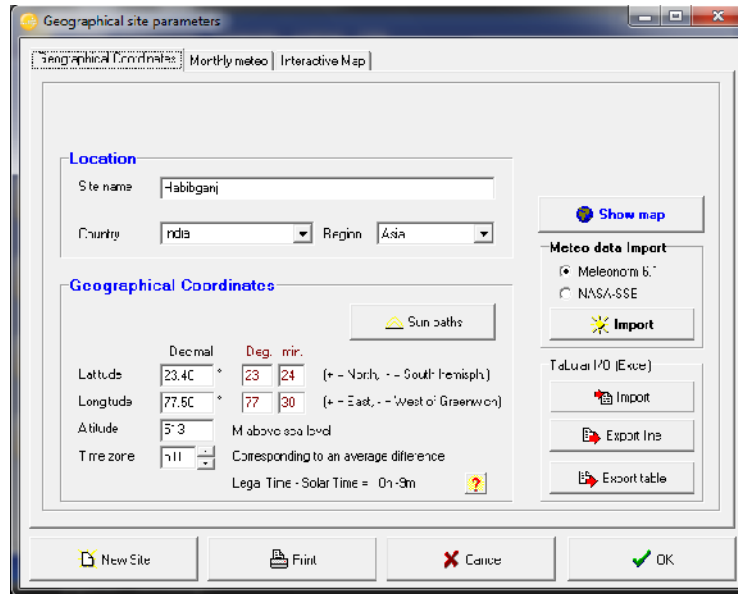 Geographical site parameters
Geographical Coordinates Monthly meteo Interactive Map
Location
Site name Habibganj
Country India Region Asia
Show map
Meteo data Import
Meteonorm 6.1
NASA-SSE
Import
Geographical Coordinates
Sun paths
Decimal Deg. min.
Latitude 23.40 ° 23 24 (+ = North, - = South hemisph.)
Longitude 77.50 ° 77 30 (+ = East, - = West of Greenwich)
Altitude 513 M above sea level
Time zone Corresponding to an average difference
Legal Time - Solar Time = 0h -9m ?
Tabular I/O (Excel)
Import
Export line
Export table
New Site Print Cancel OK